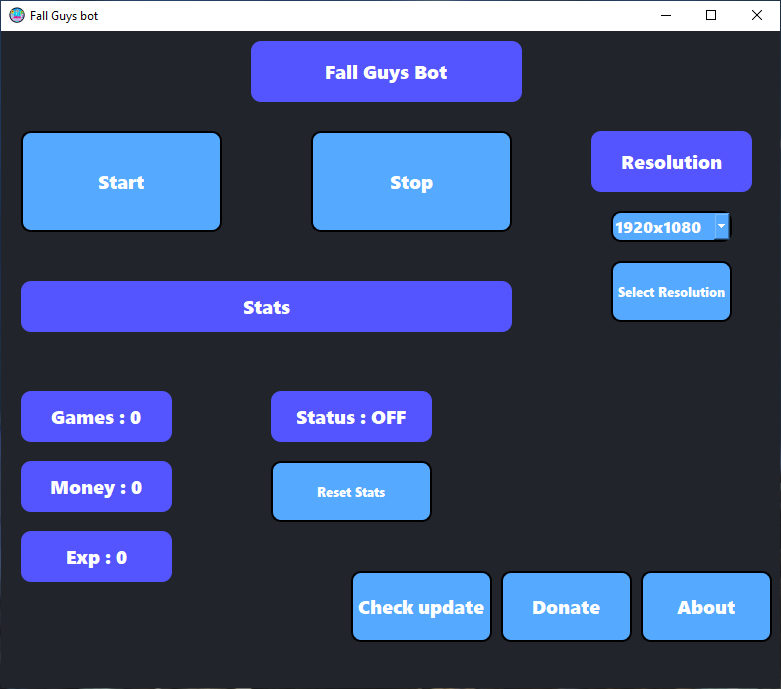 Fall Guys bot
Fall Guys Bot
Start
Stop
Resolution
1920x1080
Select Resolution
Stats
Games : 0
Status : OFF
Money : 0
Reset Stats
Exp : 0
Check update
Donate
About